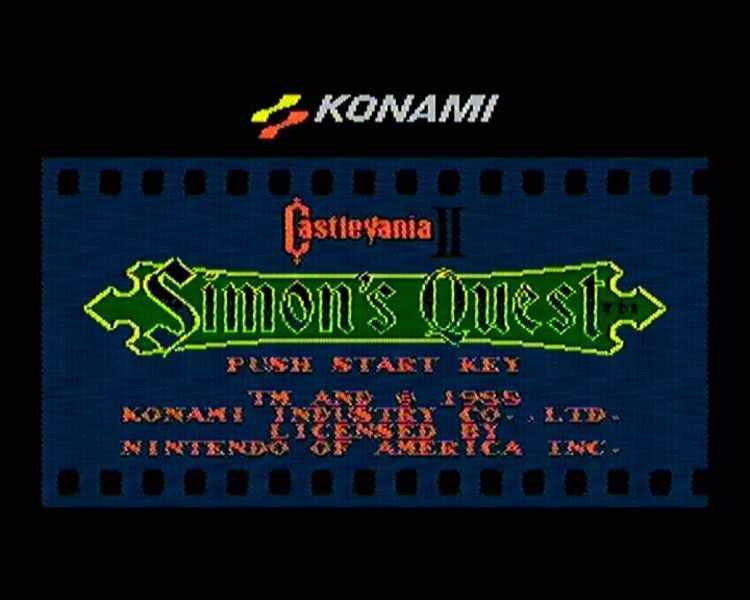 KONAMI
Castlevania II
Simon's Quest
PUSH START KEY
TM AND © 1988
KONAMI INDUSTRY CO.,LTD.
LICENSED BY
NINTENDO OF AMERICA INC.